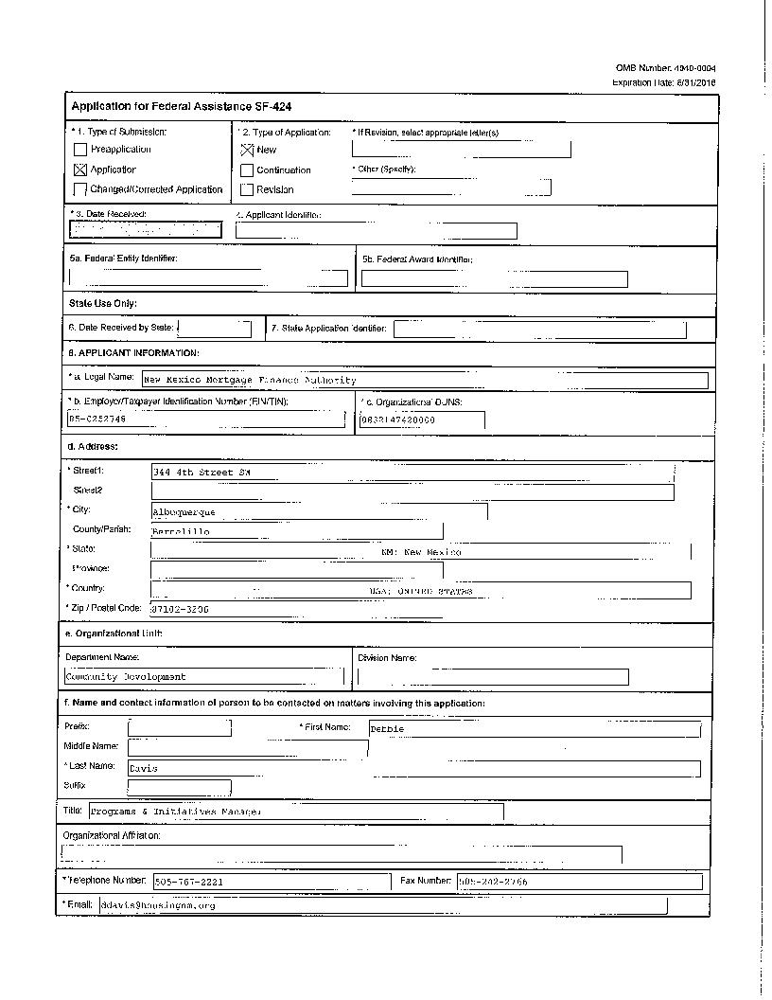 OMB Number: 4040-0004
Expiration Date: 8/31/2016
Application for Federal Assistance SF-424
* 1. Type of Submission: * 2. Type of Application: * If Revision, select appropriate letter(s):
Preapplication New
Application Continuation * Other (Specify):
Changed/Corrected Application Revision
* 3. Date Received: 4. Applicant Identifier:
5a. Federal Entity Identifier: 5b. Federal Award Identifier:
State Use Only:
6. Date Received by State: 7. State Application Identifier:
8. APPLICANT INFORMATION:
* a. Legal Name: New Mexico Mortgage Finance Authority
* b. Employer/Taxpayer Identification Number (EIN/TIN): * c. Organizational DUNS:
85-0252748 0832147420000
d. Address:
* Street1: 344 4th Street SW
Street2:
* City: Albuquerque
County/Parish: Bernalillo
* State: NM: New Mexico
Province:
* Country: USA: UNITED STATES
* Zip / Postal Code: 87102-3206
e. Organizational Unit:
Department Name: Division Name:
Community Development
f. Name and contact information of person to be contacted on matters involving this application:
Prefix: * First Name: Debbie
Middle Name:
* Last Name: Davis
Suffix:
Title: Programs & Initiatives Manager
Organizational Affiliation:
* Telephone Number: 505-767-2221 Fax Number: 505-242-2766
* Email: ddavis@housingnm.org